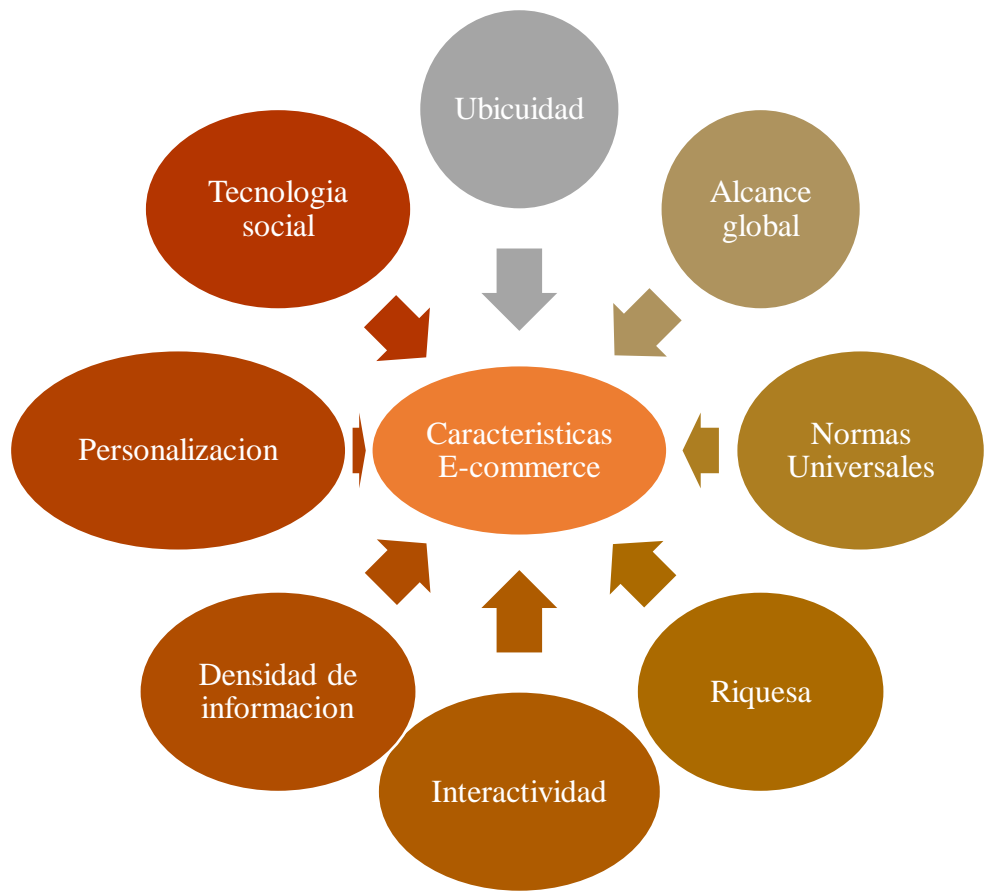 Ubicuidad
Alcance
global
Normas
Universales
Riquesa
Interactividad
Densidad de
informacion
Personalizacion
Tecnologia
social
Caracteristicas
E-commerce